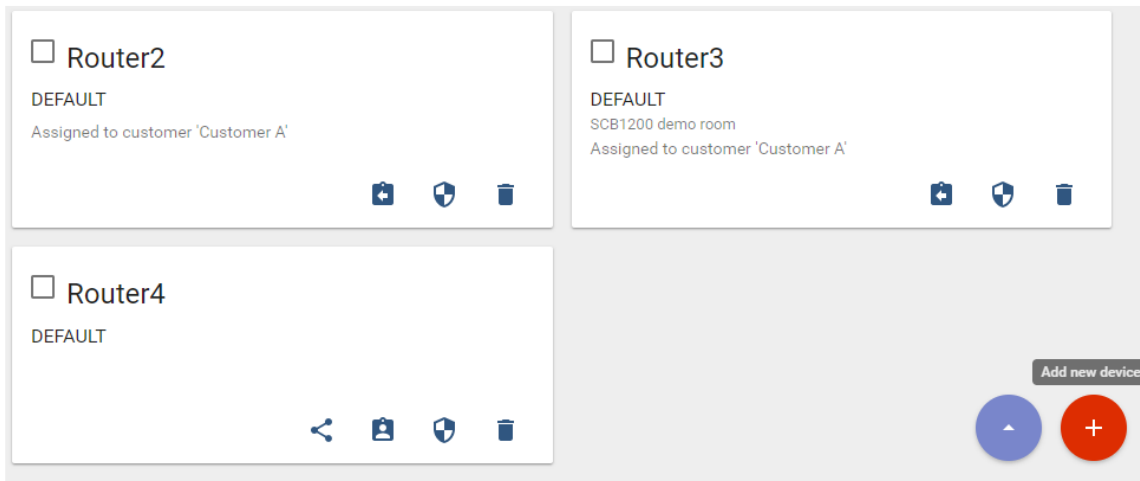 Router2
DEFAULT
Assigned to customer 'Customer A'
Router3
DEFAULT
SCB1200 demo room
Assigned to customer 'Customer A'
Router4
DEFAULT
Add new device